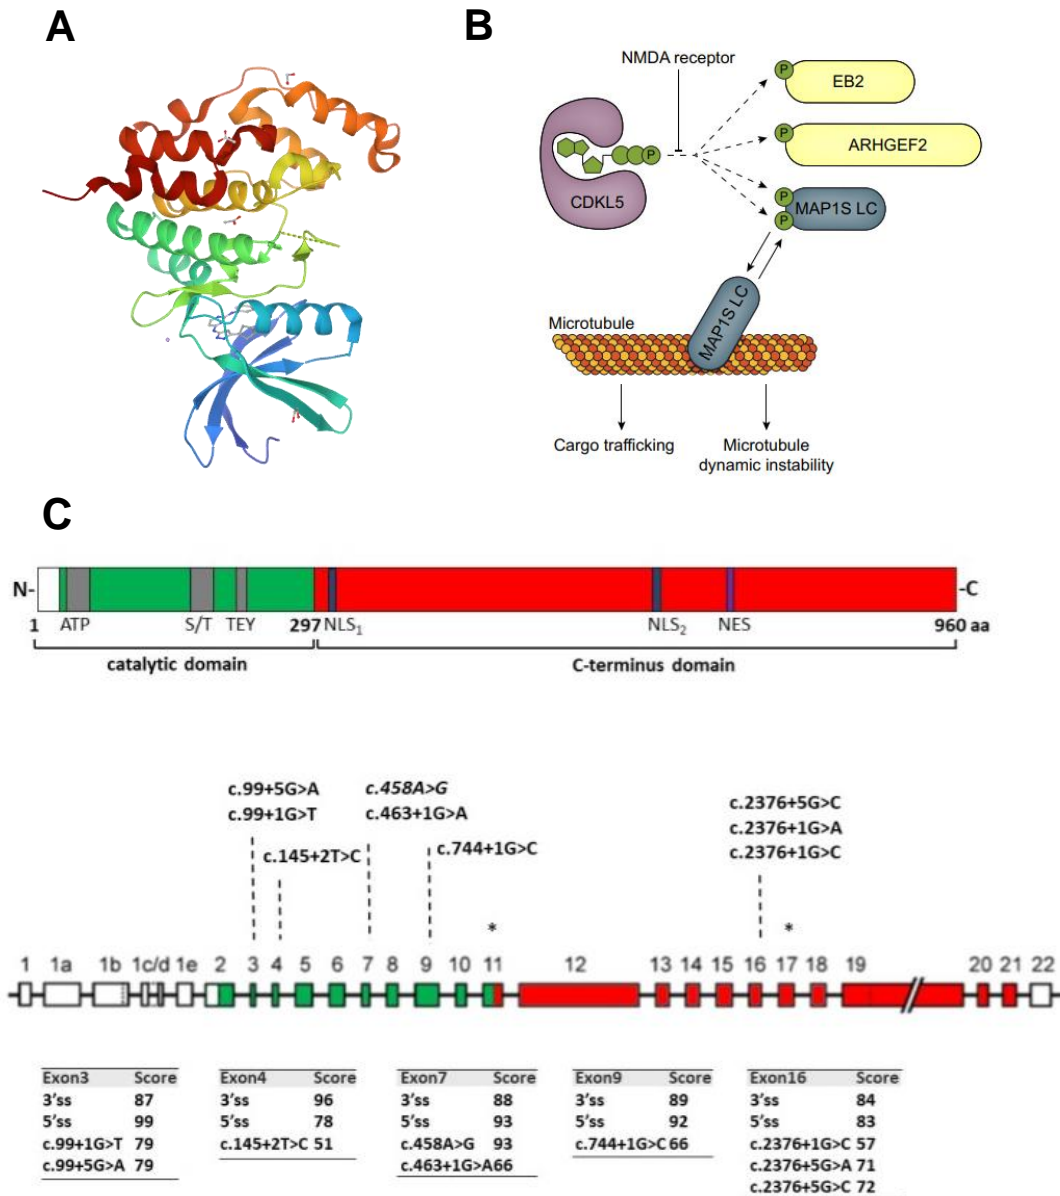 A
B
NMDA receptor
P
EB2
P
ARHGEF2
P
CDKL5
P
P
MAP1S LC
MAP1S LC
Microtubule
Cargo trafficking
Microtubule
dynamic instability
C
N-
-C
1
ATP
S/T
TEY
297
NLS1
NLS2
NES
960 aa
catalytic domain
C-terminus domain
c.99+5G>A
c.99+1G>T
c.145+2T>C
c.458A>G
c.463+1G>A
c.744+1G>C
c.2376+5G>C
c.2376+1G>A
c.2376+1G>C
* *
1 1a 1b 1c/d 1e 2 3 4 5 6 7 8 9 10 11 12 13 14 15 16 17 18 19 20 21 22
Exon3 Score
3'ss 87
5'ss 99
c.99+1G>T 79
c.99+5G>A 79
Exon4 Score
3'ss 96
5'ss 78
c.145+2T>C 51
Exon7 Score
3'ss 88
5'ss 93
c.458A>G 93
c.463+1G>A 66
Exon9 Score
3'ss 89
5'ss 92
c.744+1G>C 66
Exon16 Score
3'ss 84
5'ss 83
c.2376+1G>C 57
c.2376+5G>A 71
c.2376+5G>C 72